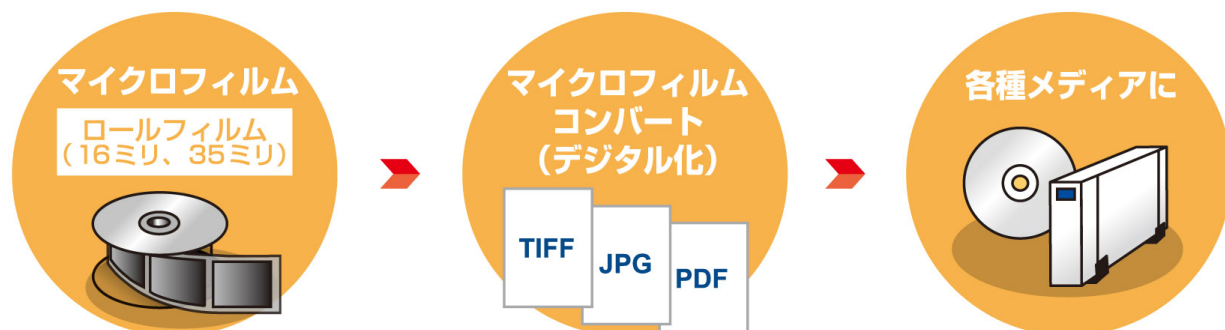 マイクロフィルム
ロールフィルム
(16ミリ、35ミリ)
マイクロフィルム
コンバート
(デジタル化)
TIFF
JPG
PDF
各種メディアに